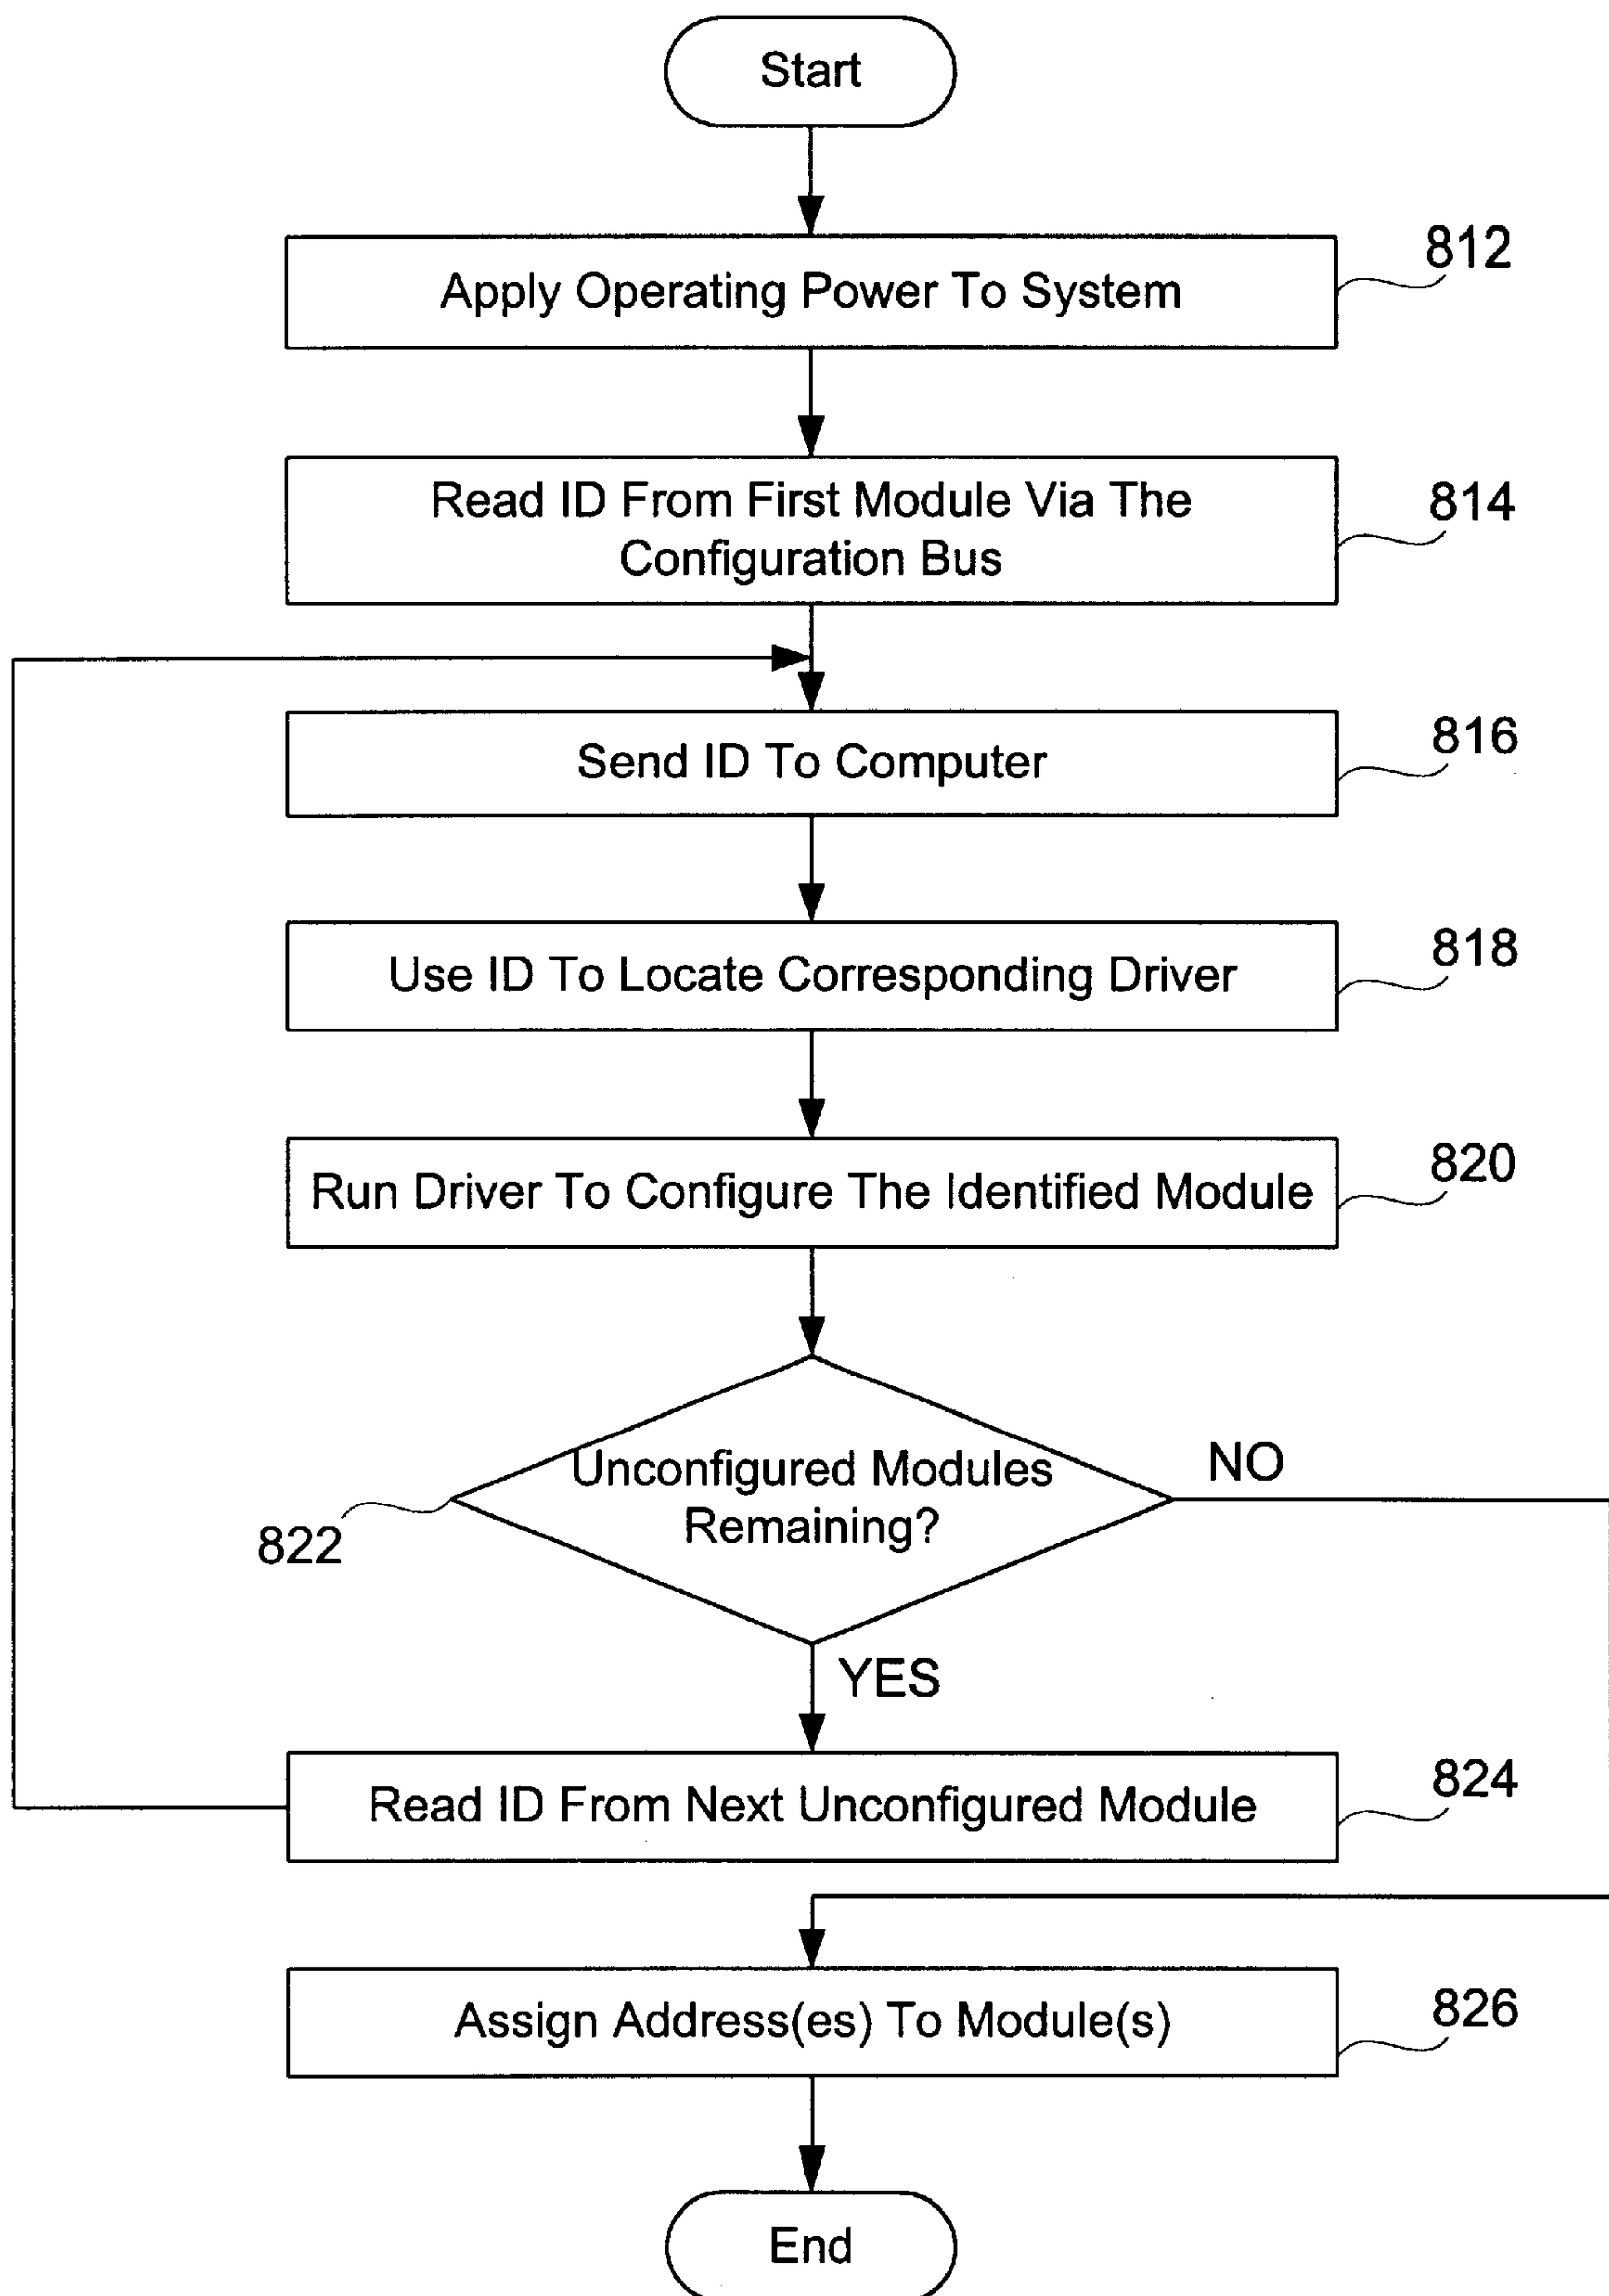 Start
Apply Operating Power To System
812
Read ID From First Module Via The
Configuration Bus
814
Send ID To Computer
816
Use ID To Locate Corresponding Driver
818
Run Driver To Configure The Identified Module
820
Unconfigured Modules
Remaining?
NO
822
YES
Read ID From Next Unconfigured Module
824
Assign Address(es) To Module(s)
826
End